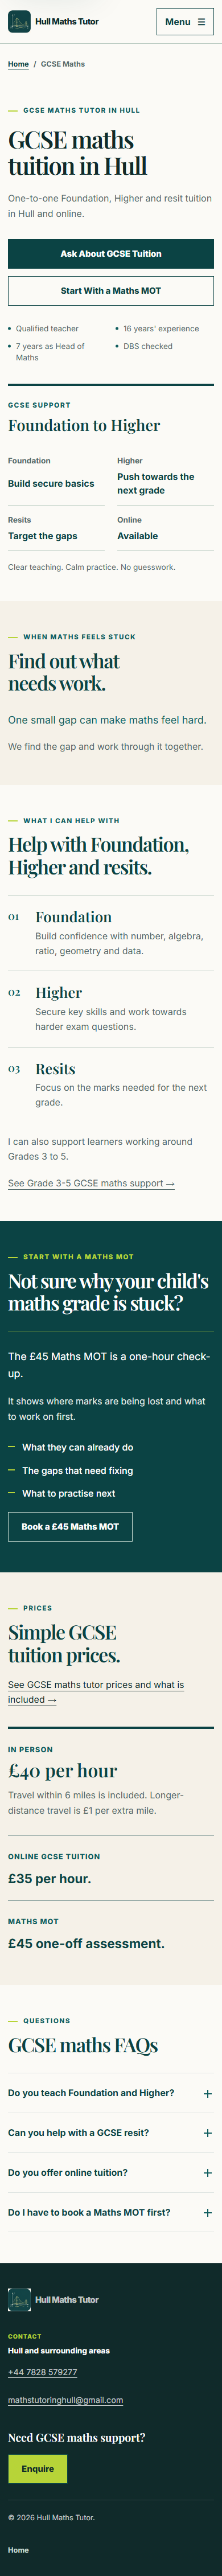 Hull Maths Tutor
Menu
Home / GCSE Maths
GCSE MATHS TUTOR IN HULL
GCSE maths
tuition in Hull
One-to-one Foundation, Higher and resit tuition
in Hull and online.
Ask About GCSE Tuition
Start With a Maths MOT
Qualified teacher
16 years' experience
7 years as Head of
Maths
DBS checked
GCSE SUPPORT
Foundation to Higher
Foundation
Build secure basics
Higher
Push towards the
next grade
Resits
Target the gaps
Online
Available
Clear teaching. Calm practice. No guesswork.
WHEN MATHS FEELS STUCK
Find out what
needs work.
One small gap can make maths feel hard.
We find the gap and work through it together.
WHAT I CAN HELP WITH
Help with Foundation,
Higher and resits.
01 Foundation
Build confidence with number, algebra,
ratio, geometry and data.
02 Higher
Secure key skills and work towards
harder exam questions.
03 Resits
Focus on the marks needed for the next
grade.
I can also support learners working around
Grades 3 to 5.
See Grade 3-5 GCSE maths support →
START WITH A MATHS MOT
Not sure why your child's
maths grade is stuck?
The £45 Maths MOT is a one-hour check-
up.
It shows where marks are being lost and what
to work on first.
What they can already do
The gaps that need fixing
What to practise next
Book a £45 Maths MOT
PRICES
Simple GCSE
tuition prices.
See GCSE maths tutor prices and what is
included →
IN PERSON
£40 per hour
Travel within 6 miles is included. Longer-
distance travel is £1 per extra mile.
ONLINE GCSE TUITION
£35 per hour.
MATHS MOT
£45 one-off assessment.
QUESTIONS
GCSE maths FAQs
Do you teach Foundation and Higher? +
Can you help with a GCSE resit? +
Do you offer online tuition? +
Do I have to book a Maths MOT first? +
Hull Maths Tutor
CONTACT
Hull and surrounding areas
+44 7828 579277
mathstutoringhull@gmail.com
Need GCSE maths support?
Enquire
© 2026 Hull Maths Tutor.
Home